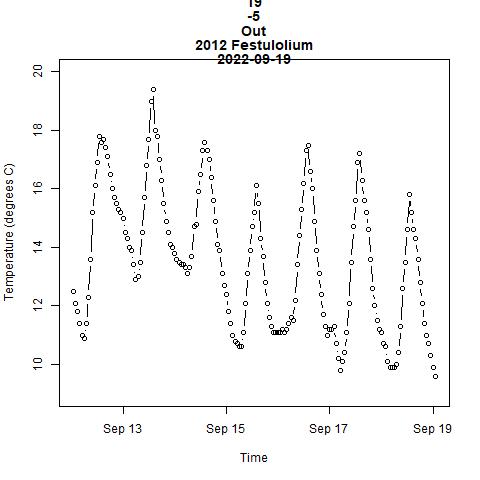 19
-5
Out
2012 Festulolium
2022-09-19
Temperature (degrees C)
20
18
16
14
12
10
Sep 13
Sep 15
Sep 17
Sep 19
Time